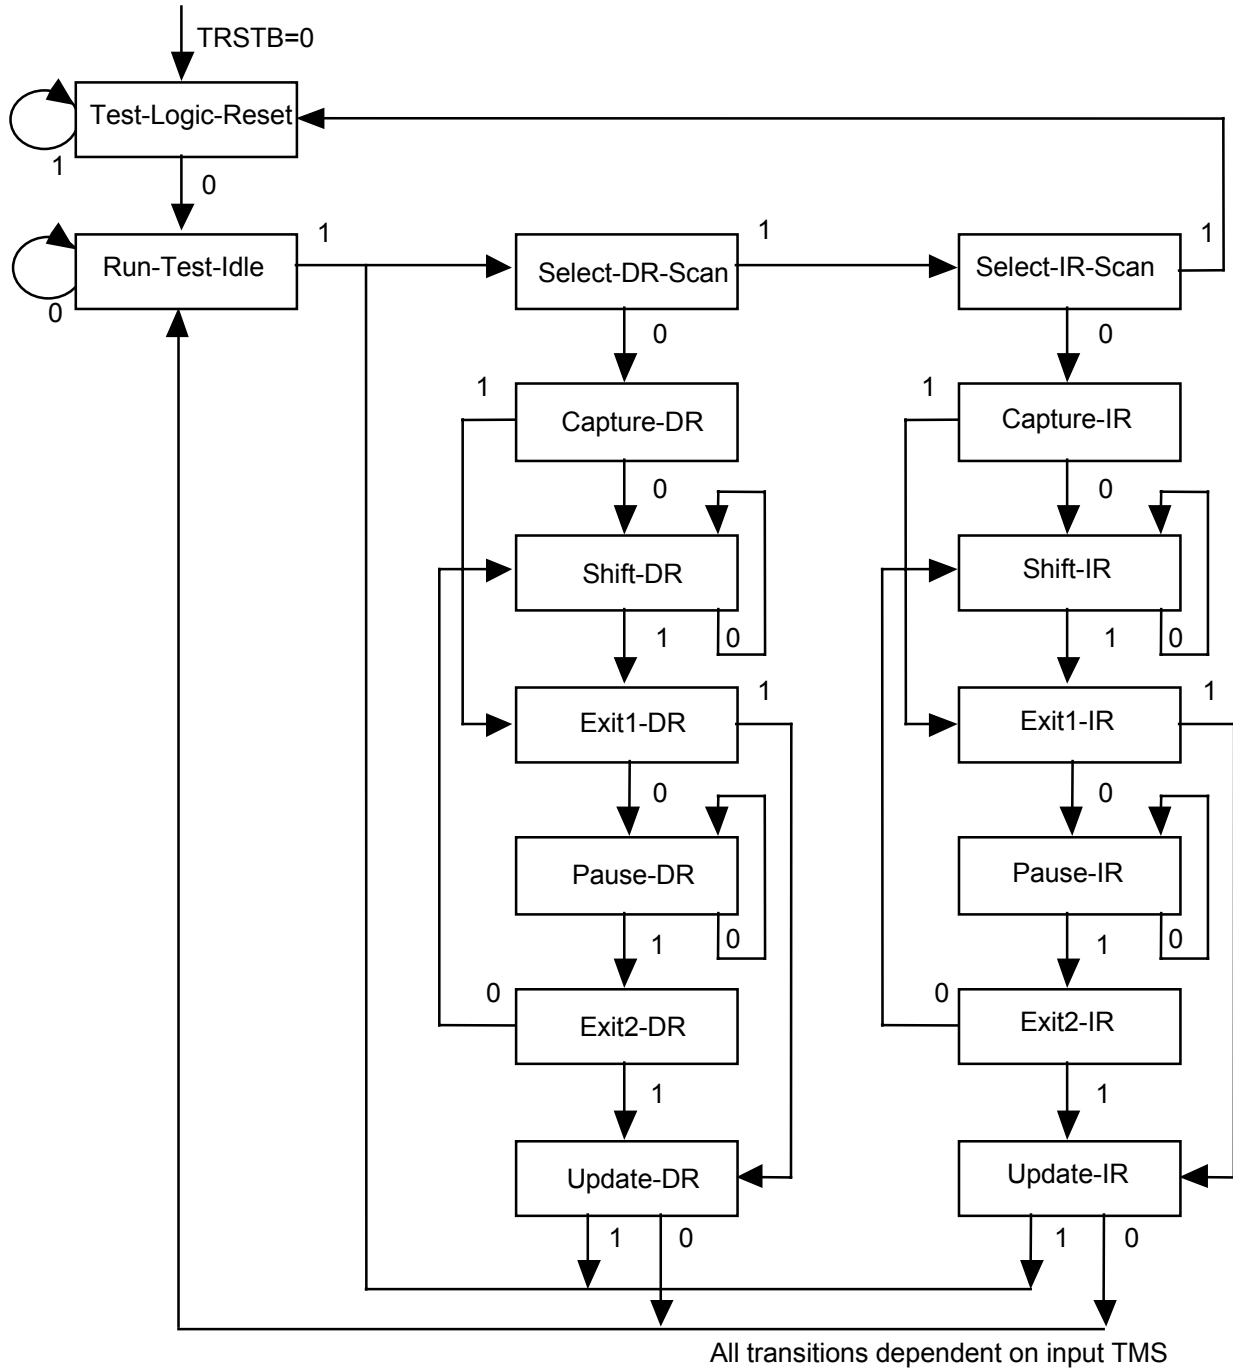 TRSTB=0
Test-Logic-Reset
1
0
Run-Test-Idle
0
1
Select-DR-Scan
1
Select-IR-Scan
1
0
0
1
Capture-DR
1
Capture-IR
0
0
Shift-DR
Shift-IR
1
0
1
0
Exit1-DR
1
Exit1-IR
1
0
0
Pause-DR
Pause-IR
1
0
1
0
0
Exit2-DR
0
Exit2-IR
1
1
Update-DR
Update-IR
1
0
1
0
All transitions dependent on input TMS